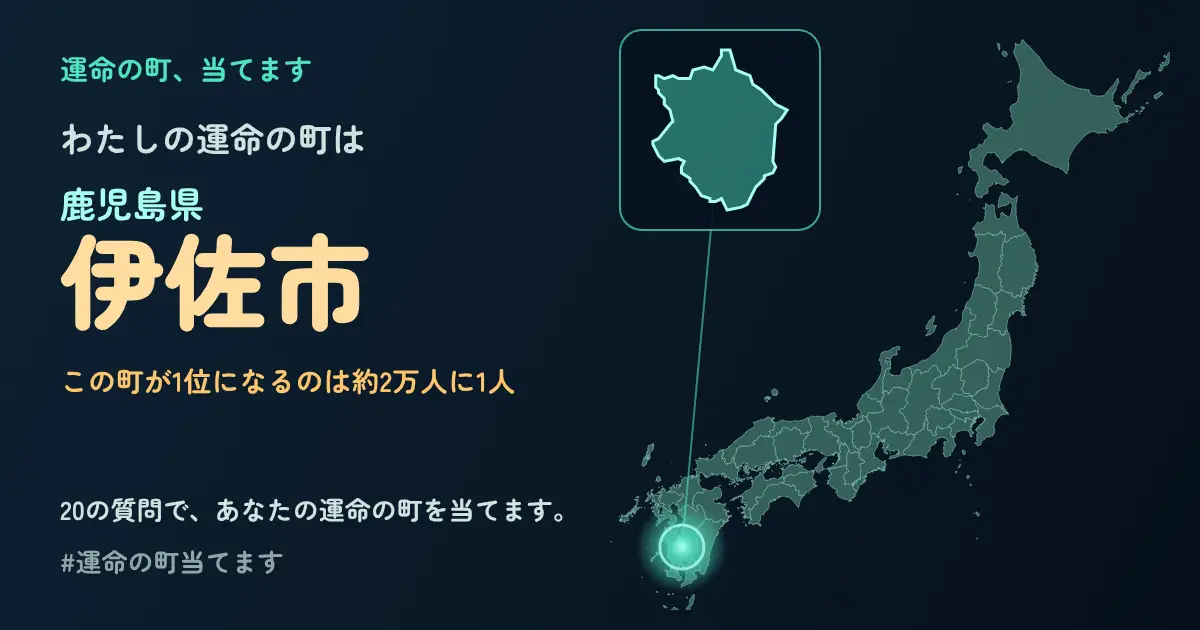 運命の町、当てます
わたしの運命の町は
鹿児島県
伊佐市
この町が1位になるのは約2万人に1人
20の質問で、あなたの運命の町を当てます。
#運命の町当てます